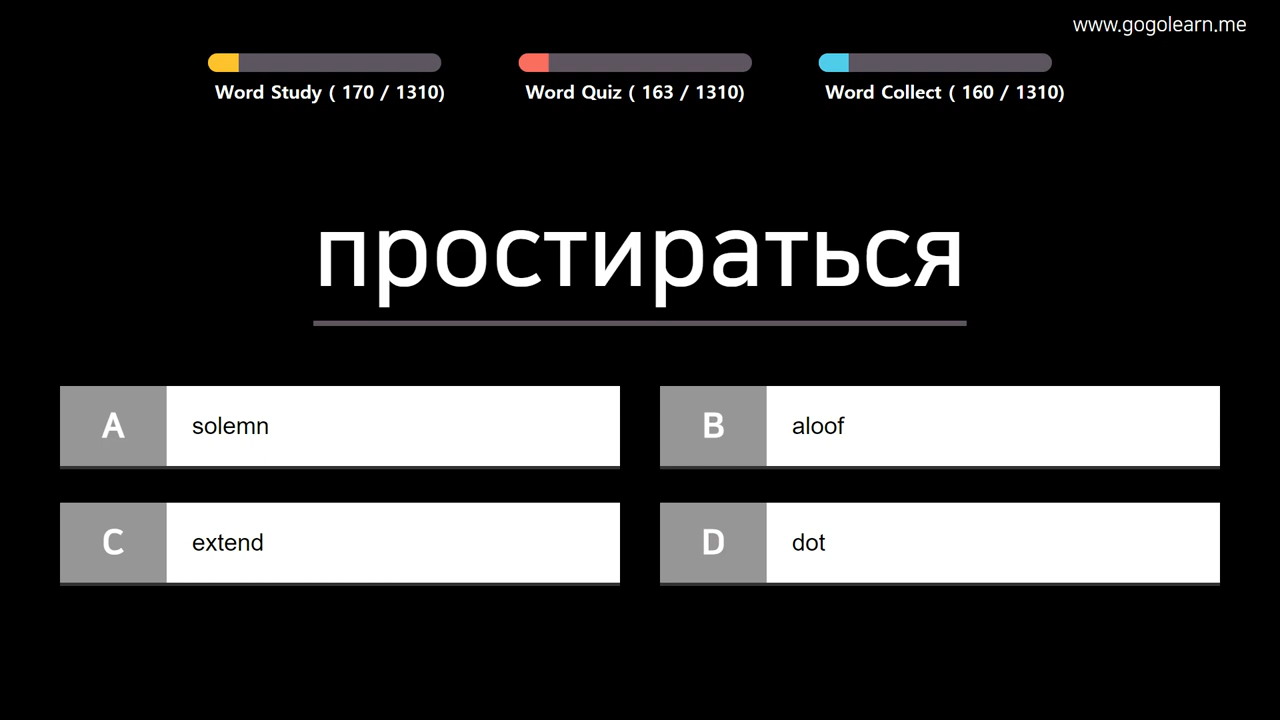 www.gogolearn.me
Word Study ( 170 / 1310)
Word Quiz ( 163 / 1310)
Word Collect ( 160 / 1310)
простираться
A solemn
B aloof
C extend
D dot